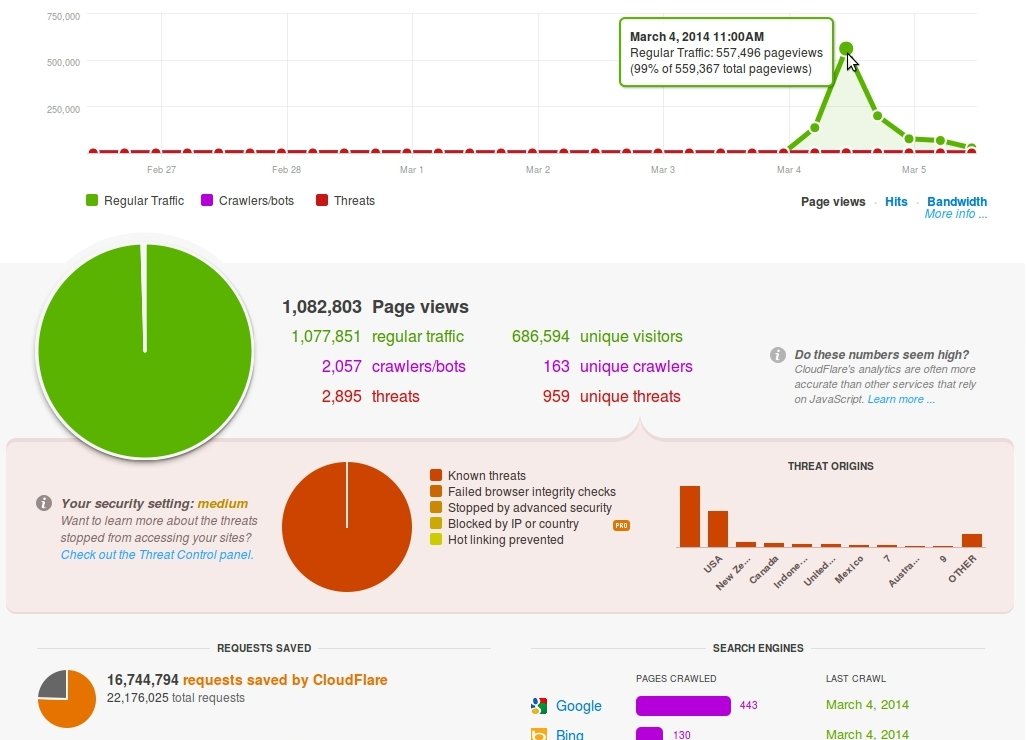 750,000
500,000
250,000
March 4, 2014 11:00AM
Regular Traffic: 557,496 pageviews
(99% of 559,367 total pageviews)
Feb 27
Feb 28
Mar 1
Mar 2
Mar 3
Mar 4
Mar 5
Regular Traffic
Crawlers/bots
Threats
Page views · Hits · Bandwidth
More info ...
1,082,803 Page views
1,077,851 regular traffic
686,594 unique visitors
2,057 crawlers/bots
163 unique crawlers
2,895 threats
959 unique threats
i Do these numbers seem high?
CloudFlare's analytics are often more
accurate than other services that rely
on JavaScript. Learn more ...
i Your security setting: medium
Want to learn more about the threats
stopped from accessing your sites?
Check out the Threat Control panel.
Known threats
Failed browser integrity checks
Stopped by advanced security
Blocked by IP or country PRO
Hot linking prevented
THREAT ORIGINS
USA
New Ze...
Canada
Indone...
United...
Mexico
7
Austra...
9
OTHER
REQUESTS SAVED
16,744,794 requests saved by CloudFlare
22,176,025 total requests
SEARCH ENGINES
PAGES CRAWLED
LAST CRAWL
Google 443 March 4, 2014
Bing 130 March 4, 2014